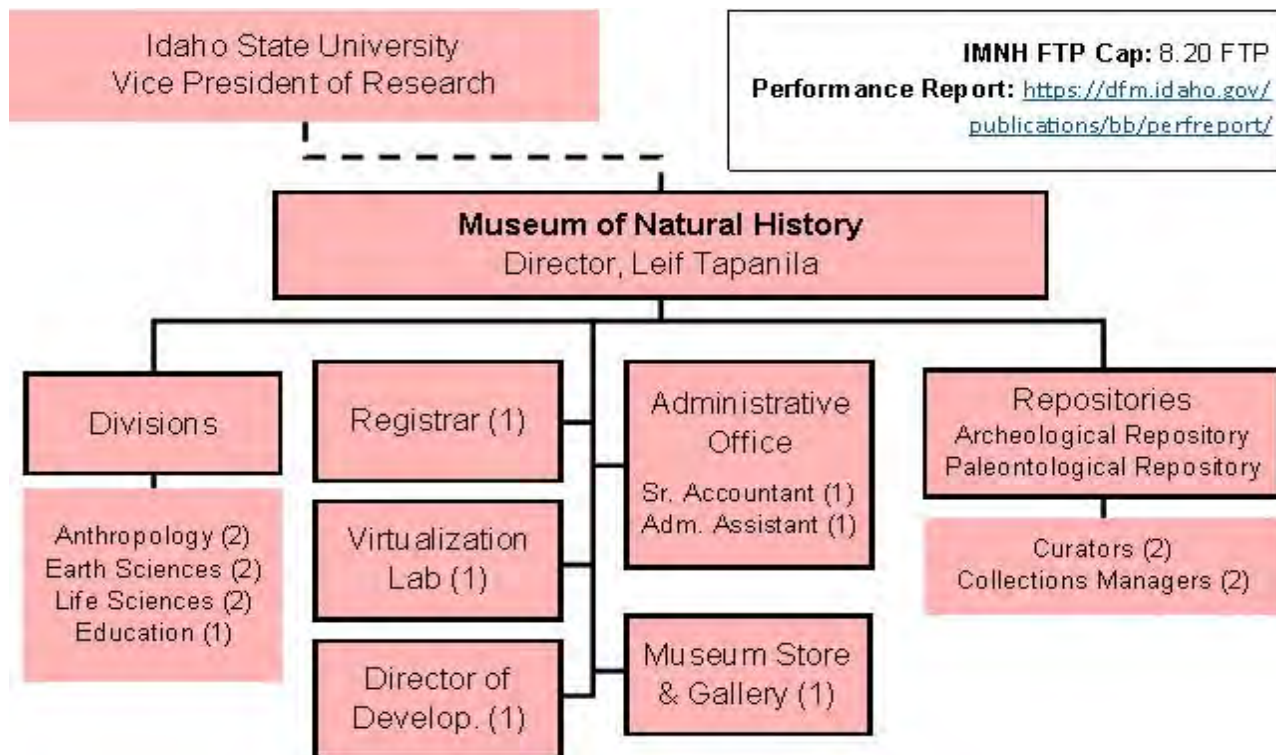 Idaho State University
Vice President of Research
IMNH FTP Cap: 8.20 FTP
Performance Report: https://dfm.idaho.gov/
publications/bb/perfreport/
Museum of Natural History
Director, Leif Tapanila
Divisions
Anthropology (2)
Earth Sciences (2)
Life Sciences (2)
Education (1)
Registrar (1)
Virtualization
Lab (1)
Director of
Develop. (1)
Administrative
Office
Sr. Accountant (1)
Adm. Assistant (1)
Museum Store
& Gallery (1)
Repositories
Archeological Repository
Paleontological Repository
Curators (2)
Collections Managers (2)